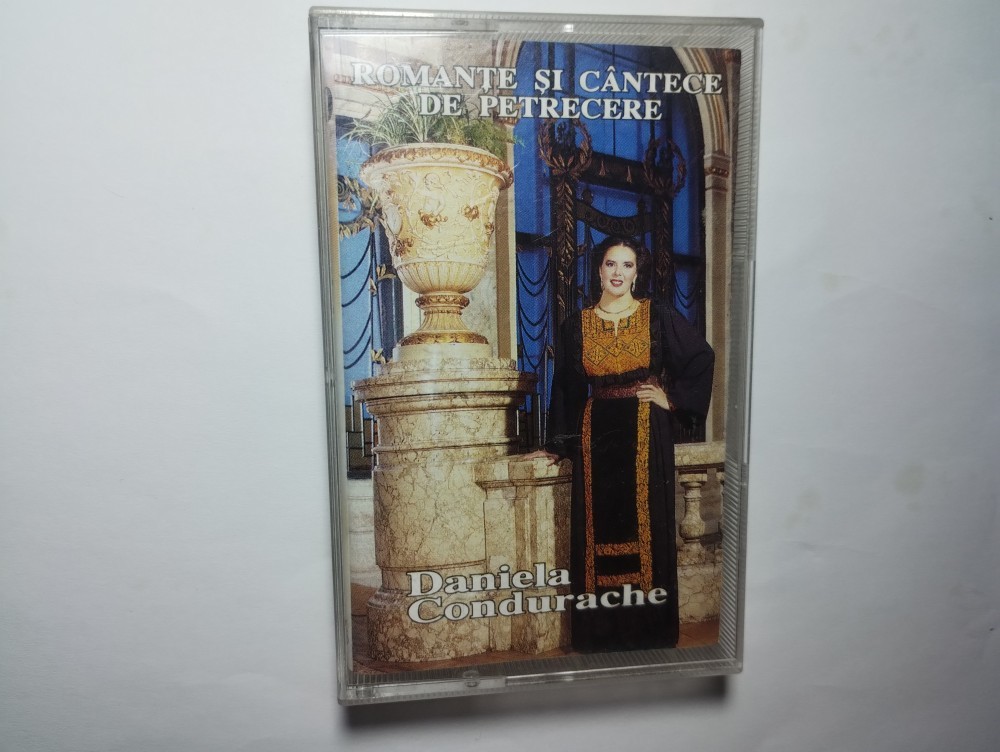 ROMANȚE ȘI CÂNTECE
DE PETRECERE
Daniela
Condurache